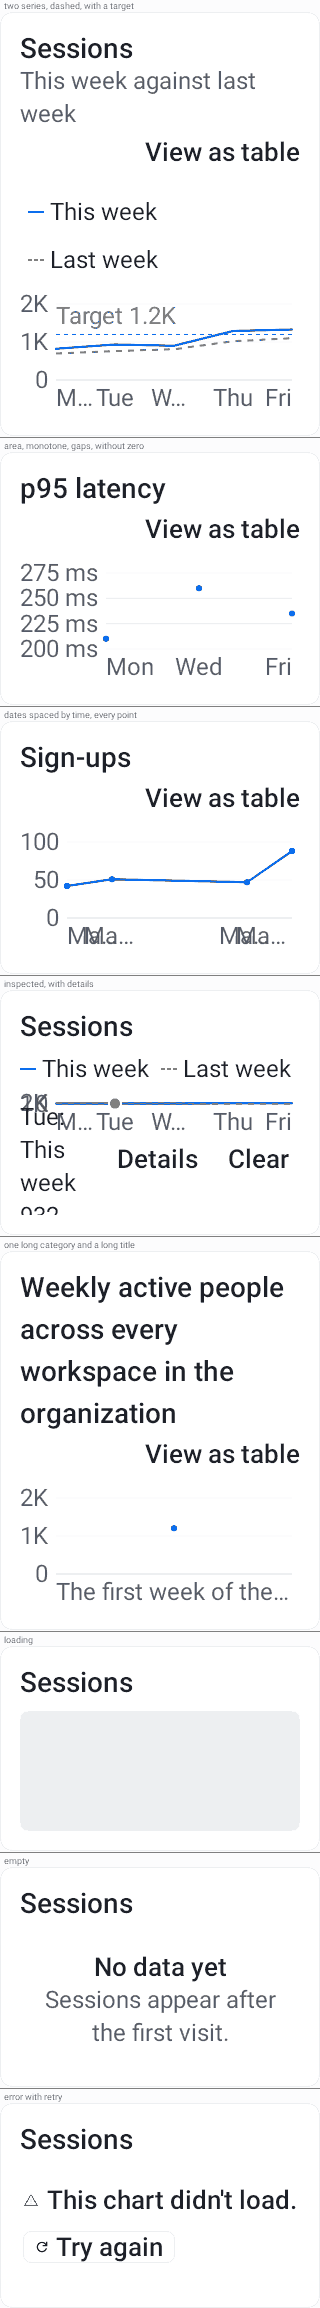 two series, dashed, with a target
Sessions
This week against last
week
View as table
This week
Last week
2K
Target 1.2K
1K
0
M... Tue W... Thu Fri
area, monotone, gaps, without zero
p95 latency
View as table
275 ms
250 ms
225 ms
200 ms
Mon Wed Fri
dates spaced by time, every point
Sign-ups
View as table
100
50
0
Ma... Ma...
inspected, with details
Sessions
This week Last week
M... Tue W... Thu Fri
Tue:
This
week
932
Details Clear
one long category and a long title
Weekly active people
across every
workspace in the
organization
View as table
2K
1K
0
The first week of the...
loading
Sessions
empty
Sessions
No data yet
Sessions appear after
the first visit.
error with retry
Sessions
This chart didn't load.
Try again